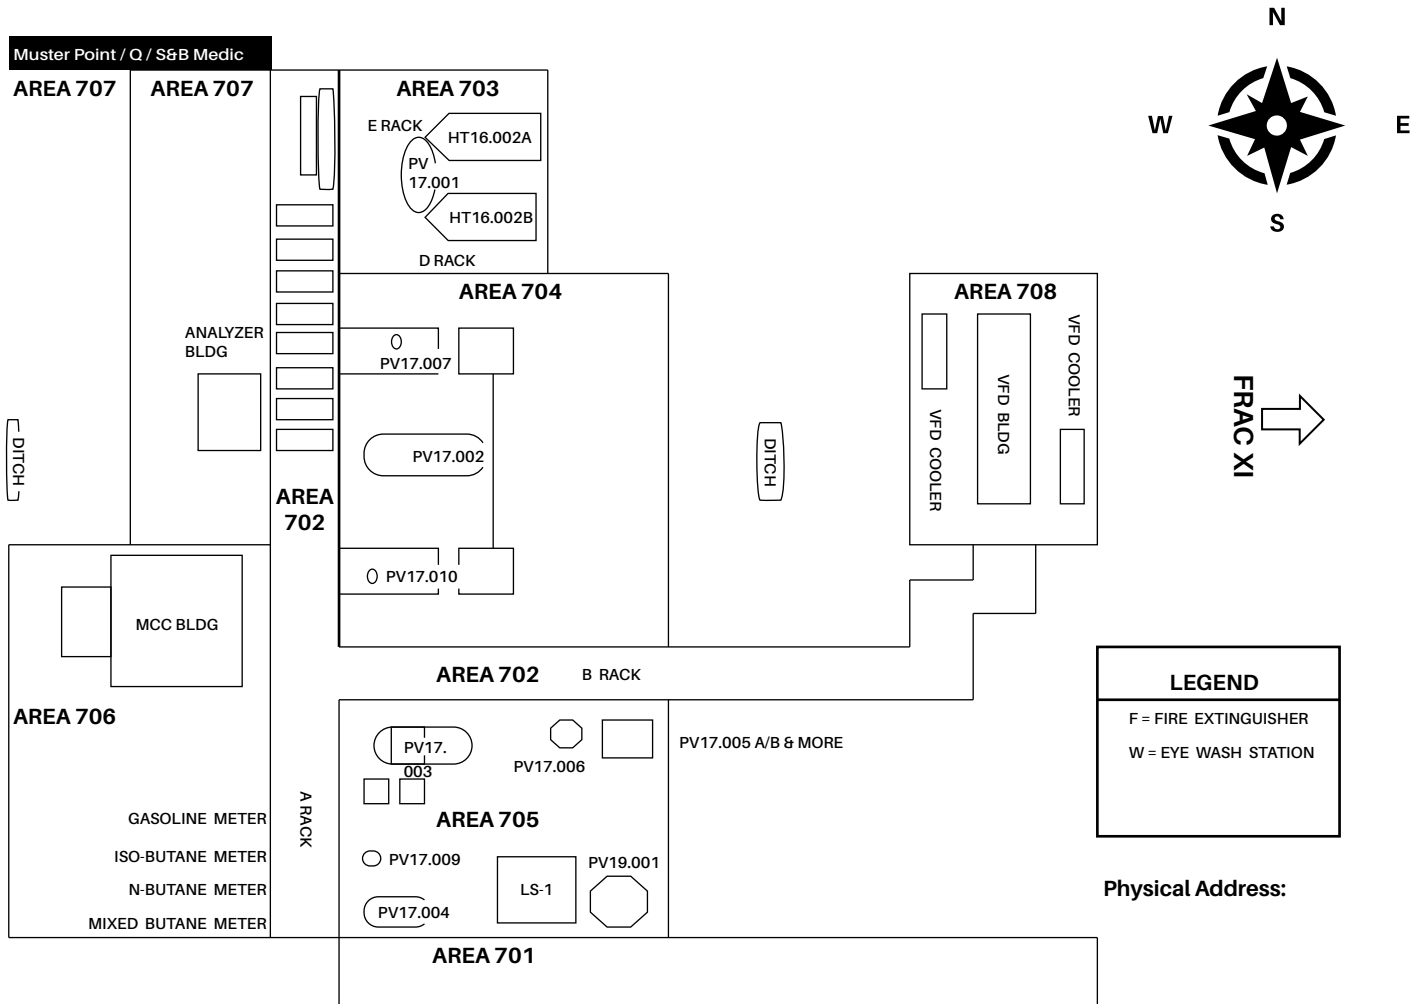 N
W
E
S
Muster Point / Q / S&B Medic
AREA 707
AREA 707
AREA 703
E RACK
HT16.002A
PV
17.001
HT16.002B
D RACK
AREA 704
AREA 708
ANALYZER
BLDG
PV17.007
VFD COOLER
VFD BLDG
VFD COOLER
FRAC XI
DITCH
PV17.002
DITCH
AREA
702
PV17.010
MCC BLDG
AREA 702
B RACK
AREA 706
LEGEND
F = FIRE EXTINGUISHER
W = EYE WASH STATION
PV17.
003
PV17.006
PV17.005 A/B & MORE
A RACK
AREA 705
GASOLINE METER
ISO-BUTANE METER
N-BUTANE METER
MIXED BUTANE METER
PV17.009
PV19.001
LS-1
PV17.004
Physical Address:
AREA 701